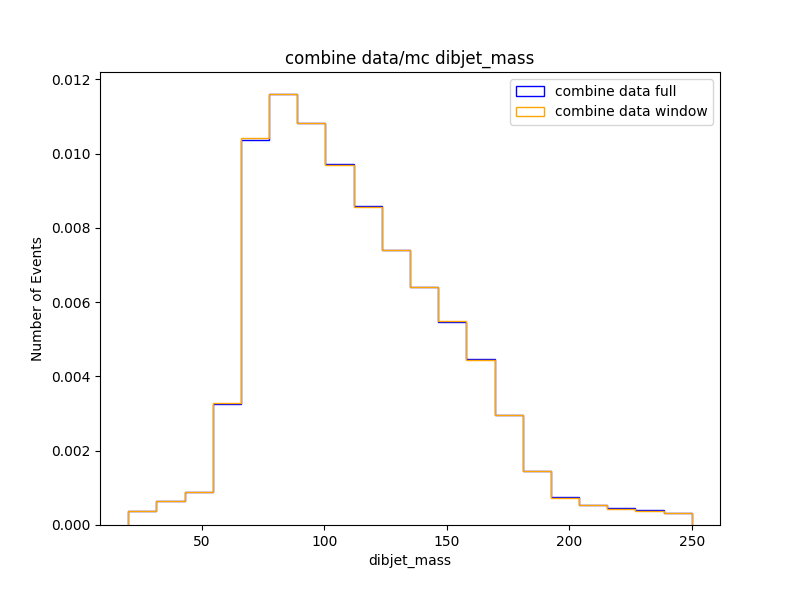 combine data/mc dibjet_mass
combine data full
combine data window
0.012
0.010
0.008
0.006
0.004
0.002
0.000
Number of Events
50
100
150
200
250
dibjet_mass